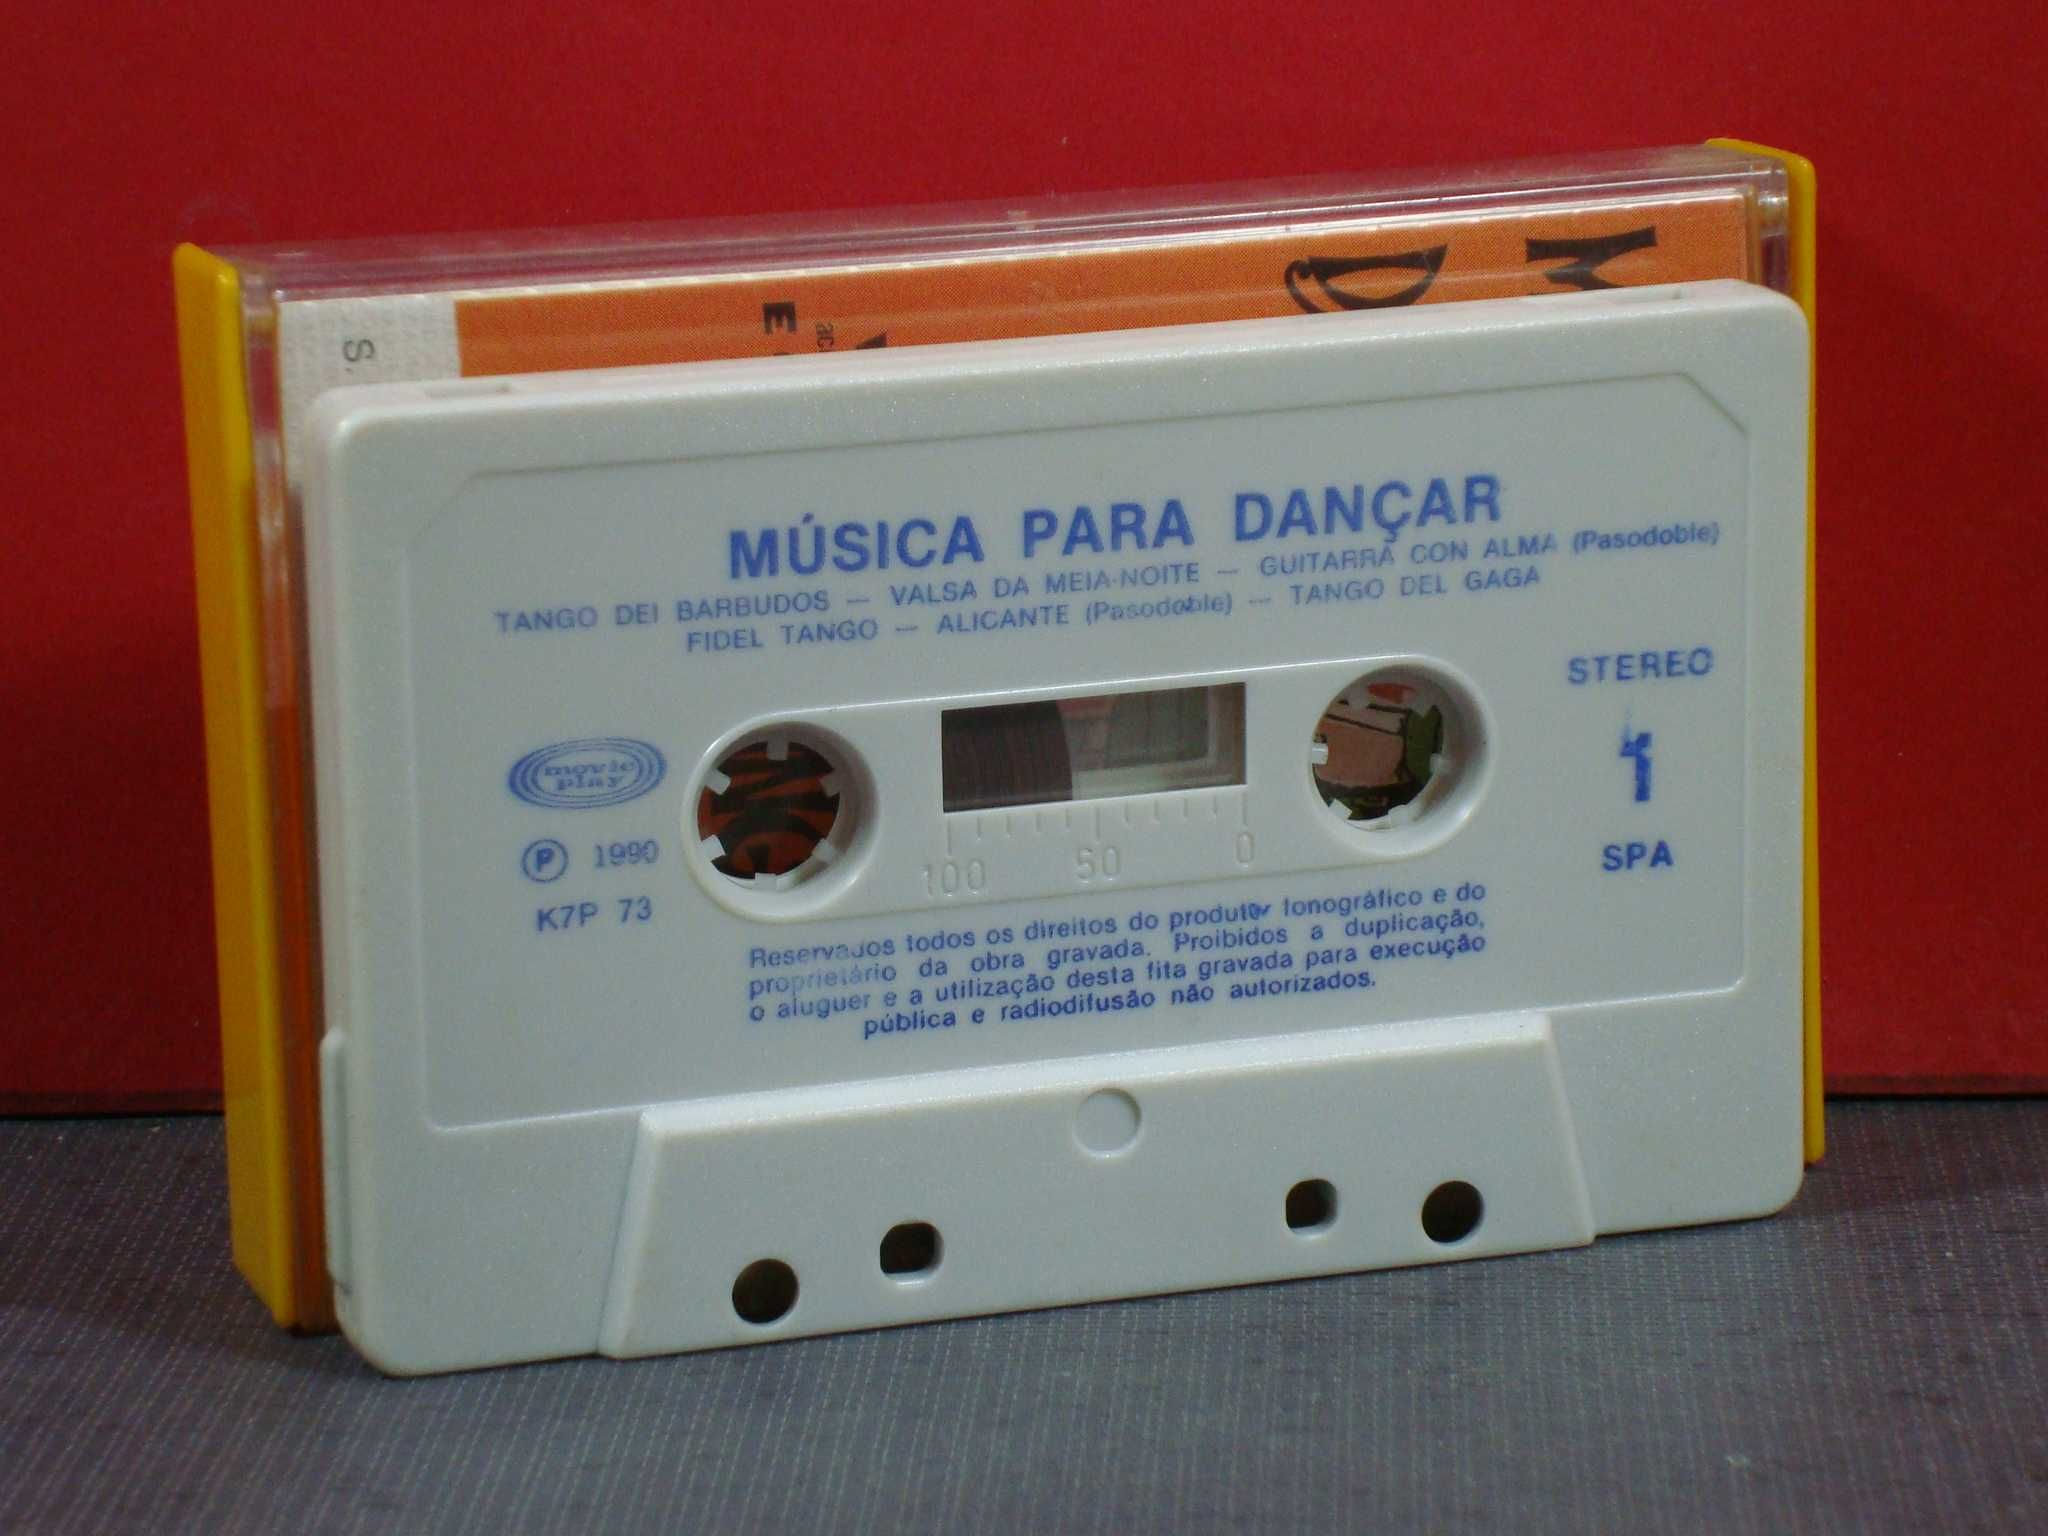 S.
E
MÚSICA PARA DANÇAR
TANGO DEI BARBUDOS — VALSA DA MEIA-NOITE — GUITARRA CON ALMA (Pasodoble)
FIDEL TANGO — ALICANTE (Pasodoble) — TANGO DEL GAGA
STEREO
1
SPA
movie
play
Ⓟ 1990
K7P 73
100 50 0
Reservados todos os direitos do produtor fonográfico e do
proprietário da obra gravada. Proibidos a duplicação,
o aluguer e a utilização desta fita gravada para execução
pública e radiodifusão não autorizados.